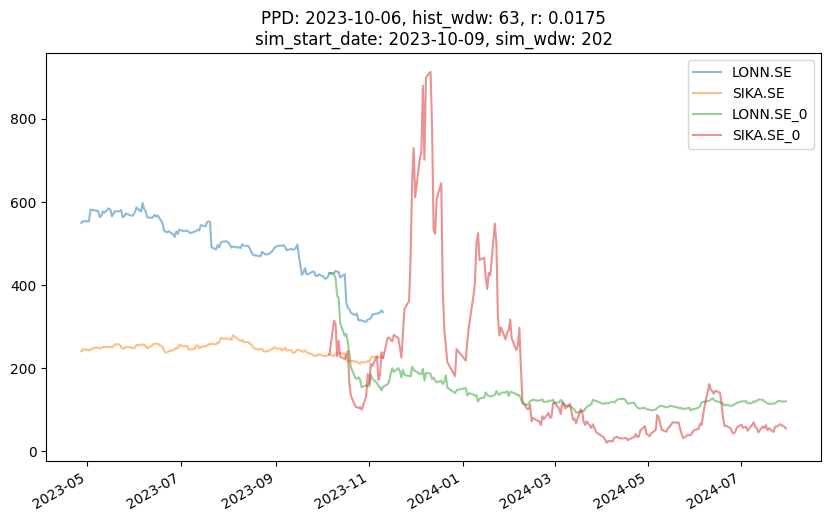 PPD: 2023-10-06, hist_wdw: 63, r: 0.0175
sim_start_date: 2023-10-09, sim_wdw: 202
LONN.SE
SIKA.SE
LONN.SE_0
SIKA.SE_0
800
600
400
200
0
2023-05
2023-07
2023-09
2023-11
2024-01
2024-03
2024-05
2024-07